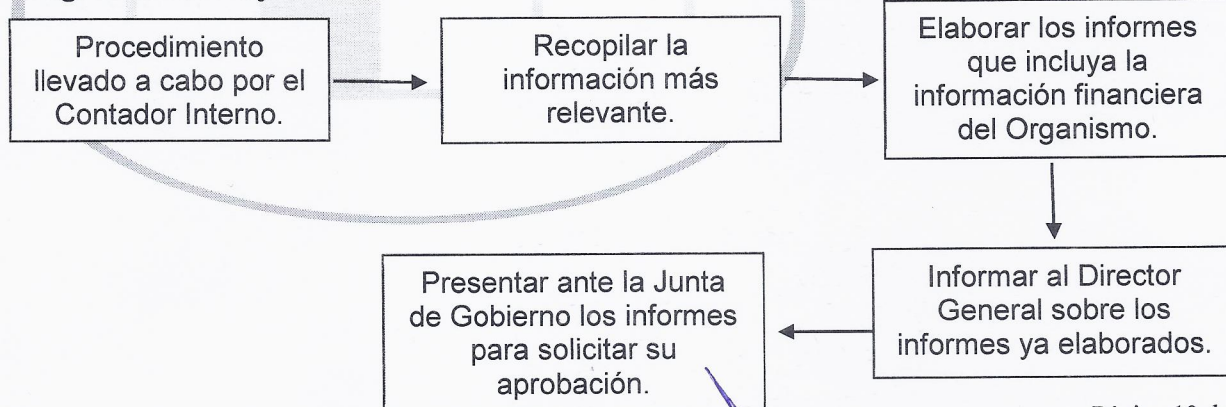 Procedimiento
llevado a cabo por el
Contador Interno.
Recopilar la
información más
relevante.
Elaborar los informes
que incluya la
información financiera
del Organismo.
Informar al Director
General sobre los
informes ya elaborados.
Presentar ante la Junta
de Gobierno los informes
para solicitar su
aprobación.